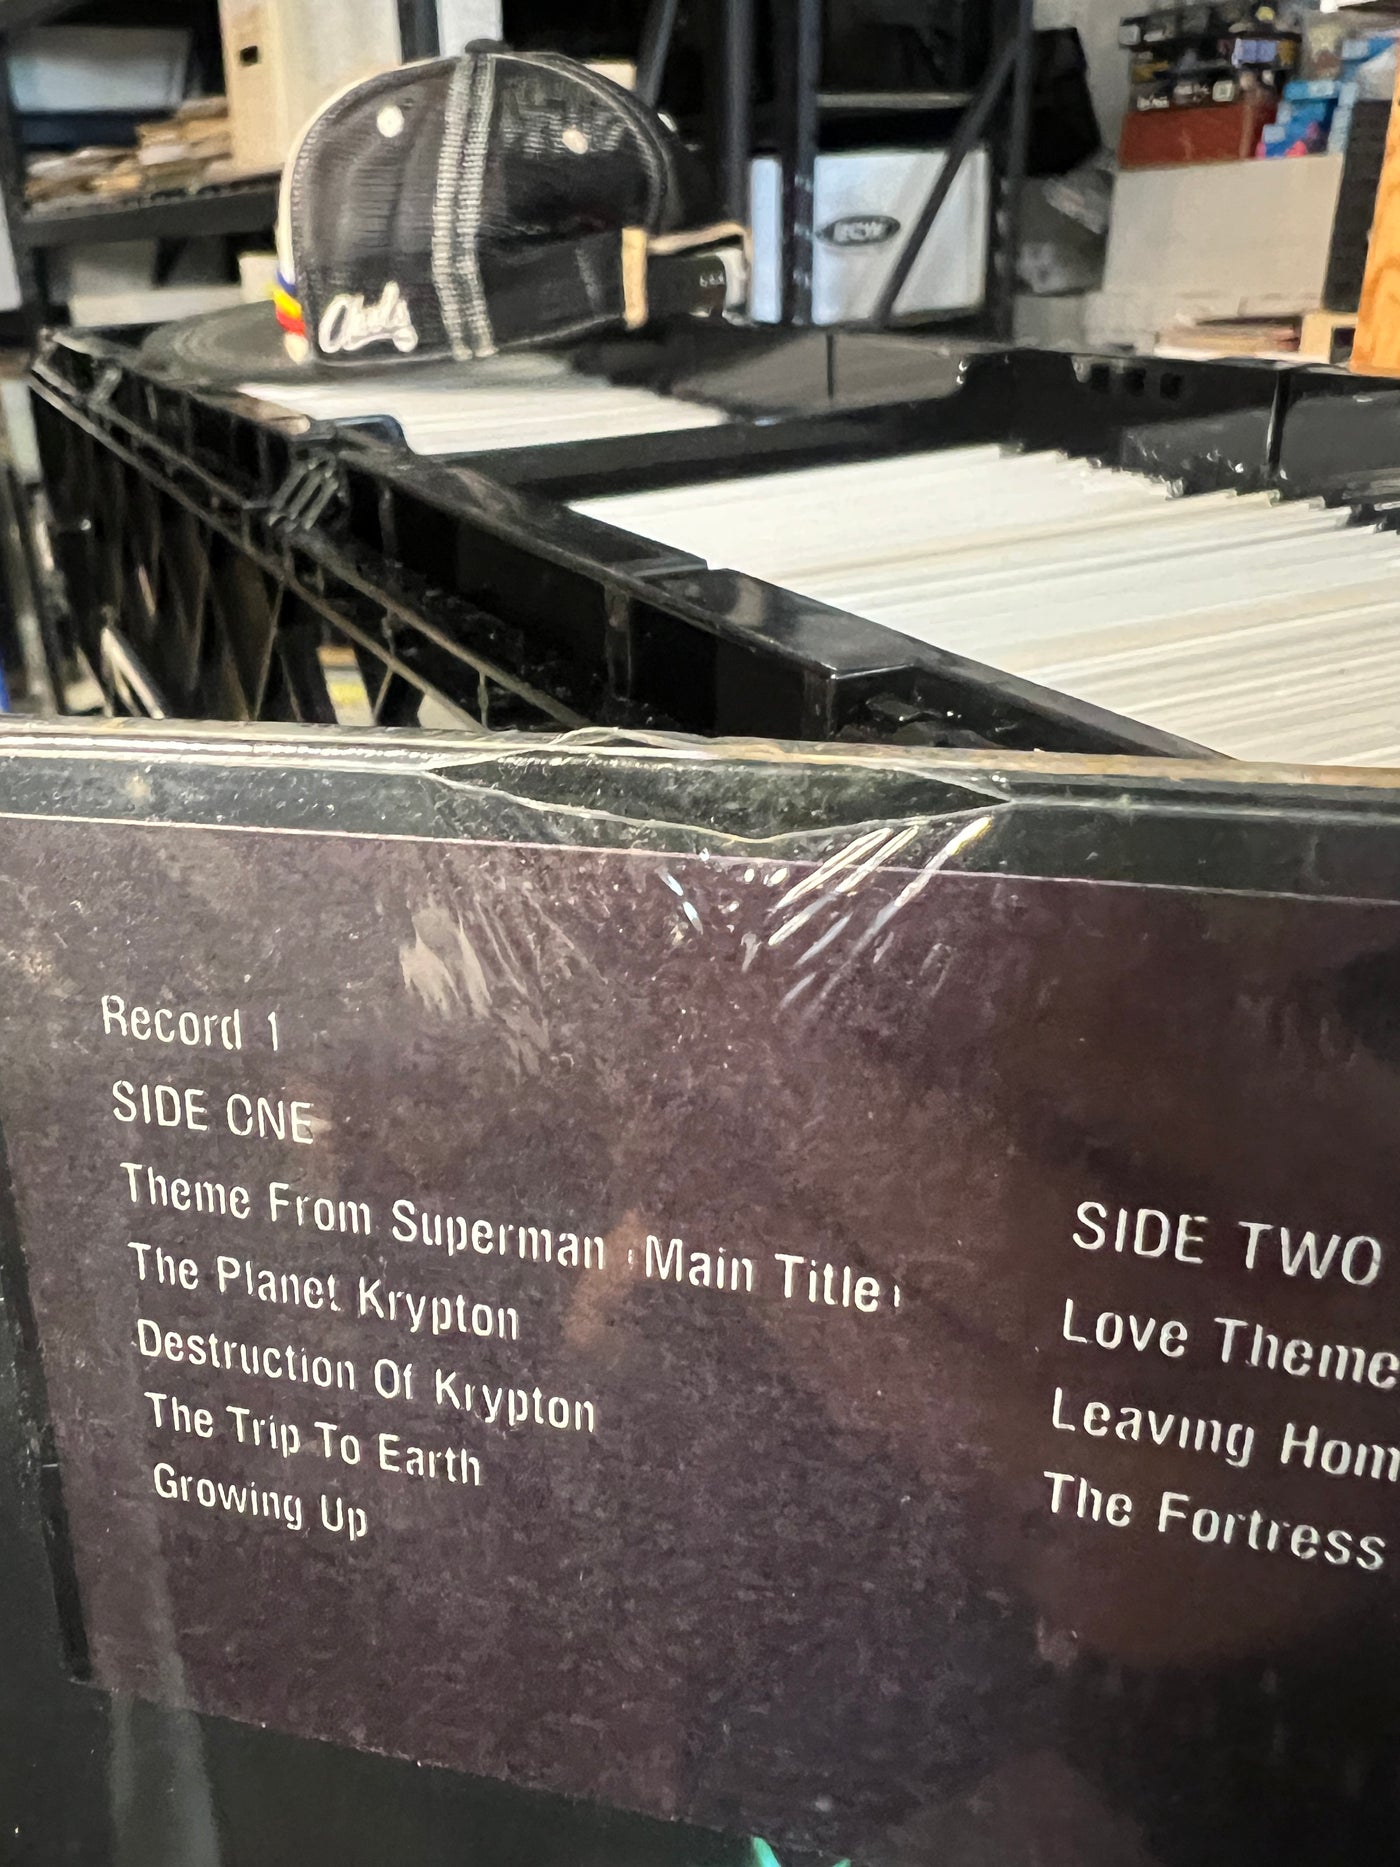 BCW
Record 1
SIDE ONE
Theme From Superman (Main Title)
The Planet Krypton
Destruction Of Krypton
The Trip To Earth
Growing Up
SIDE TWO
Love Theme
Leaving Hom
The Fortress